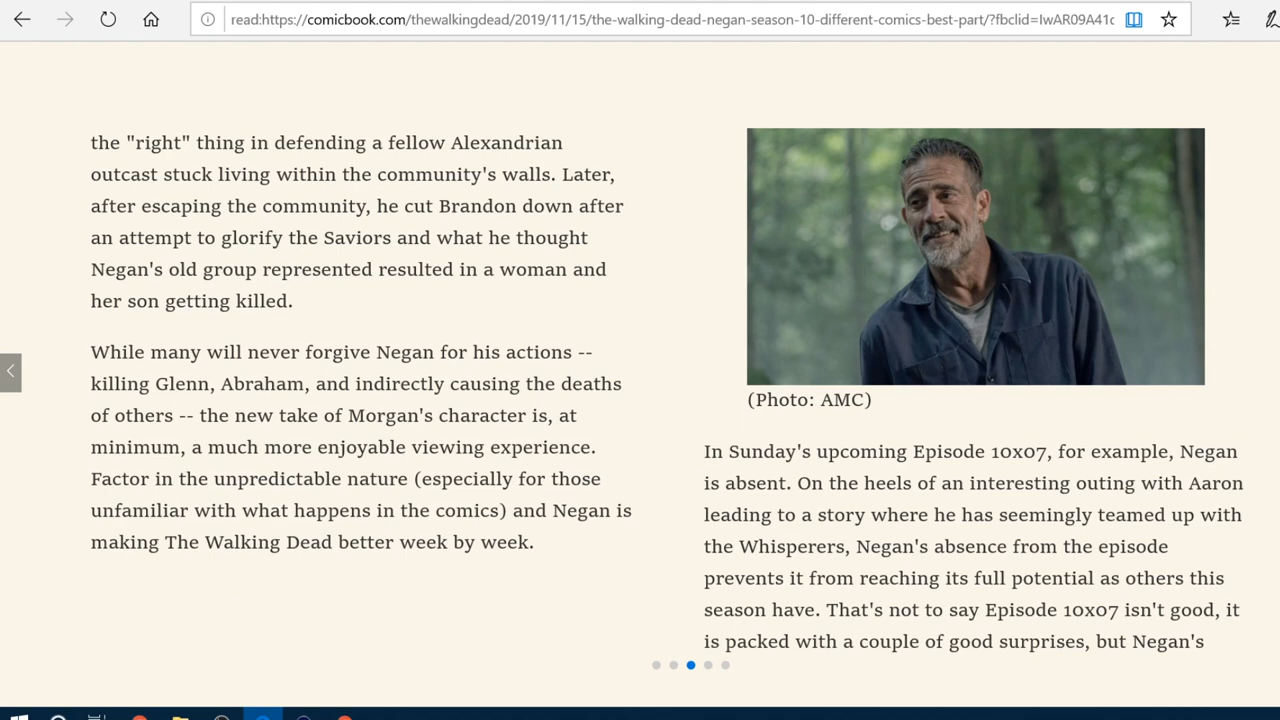 read:https://comicbook.com/thewalkingdead/2019/11/15/the-walking-dead-negan-season-10-different-comics-best-part/?fbclid=IwAR09A41c
the "right" thing in defending a fellow Alexandrian
outcast stuck living within the community's walls. Later,
after escaping the community, he cut Brandon down after
an attempt to glorify the Saviors and what he thought
Negan's old group represented resulted in a woman and
her son getting killed.
While many will never forgive Negan for his actions --
killing Glenn, Abraham, and indirectly causing the deaths
of others -- the new take of Morgan's character is, at
minimum, a much more enjoyable viewing experience.
Factor in the unpredictable nature (especially for those
unfamiliar with what happens in the comics) and Negan is
making The Walking Dead better week by week.
(Photo: AMC)
In Sunday's upcoming Episode 10x07, for example, Negan
is absent. On the heels of an interesting outing with Aaron
leading to a story where he has seemingly teamed up with
the Whisperers, Negan's absence from the episode
prevents it from reaching its full potential as others this
season have. That's not to say Episode 10x07 isn't good, it
is packed with a couple of good surprises, but Negan's